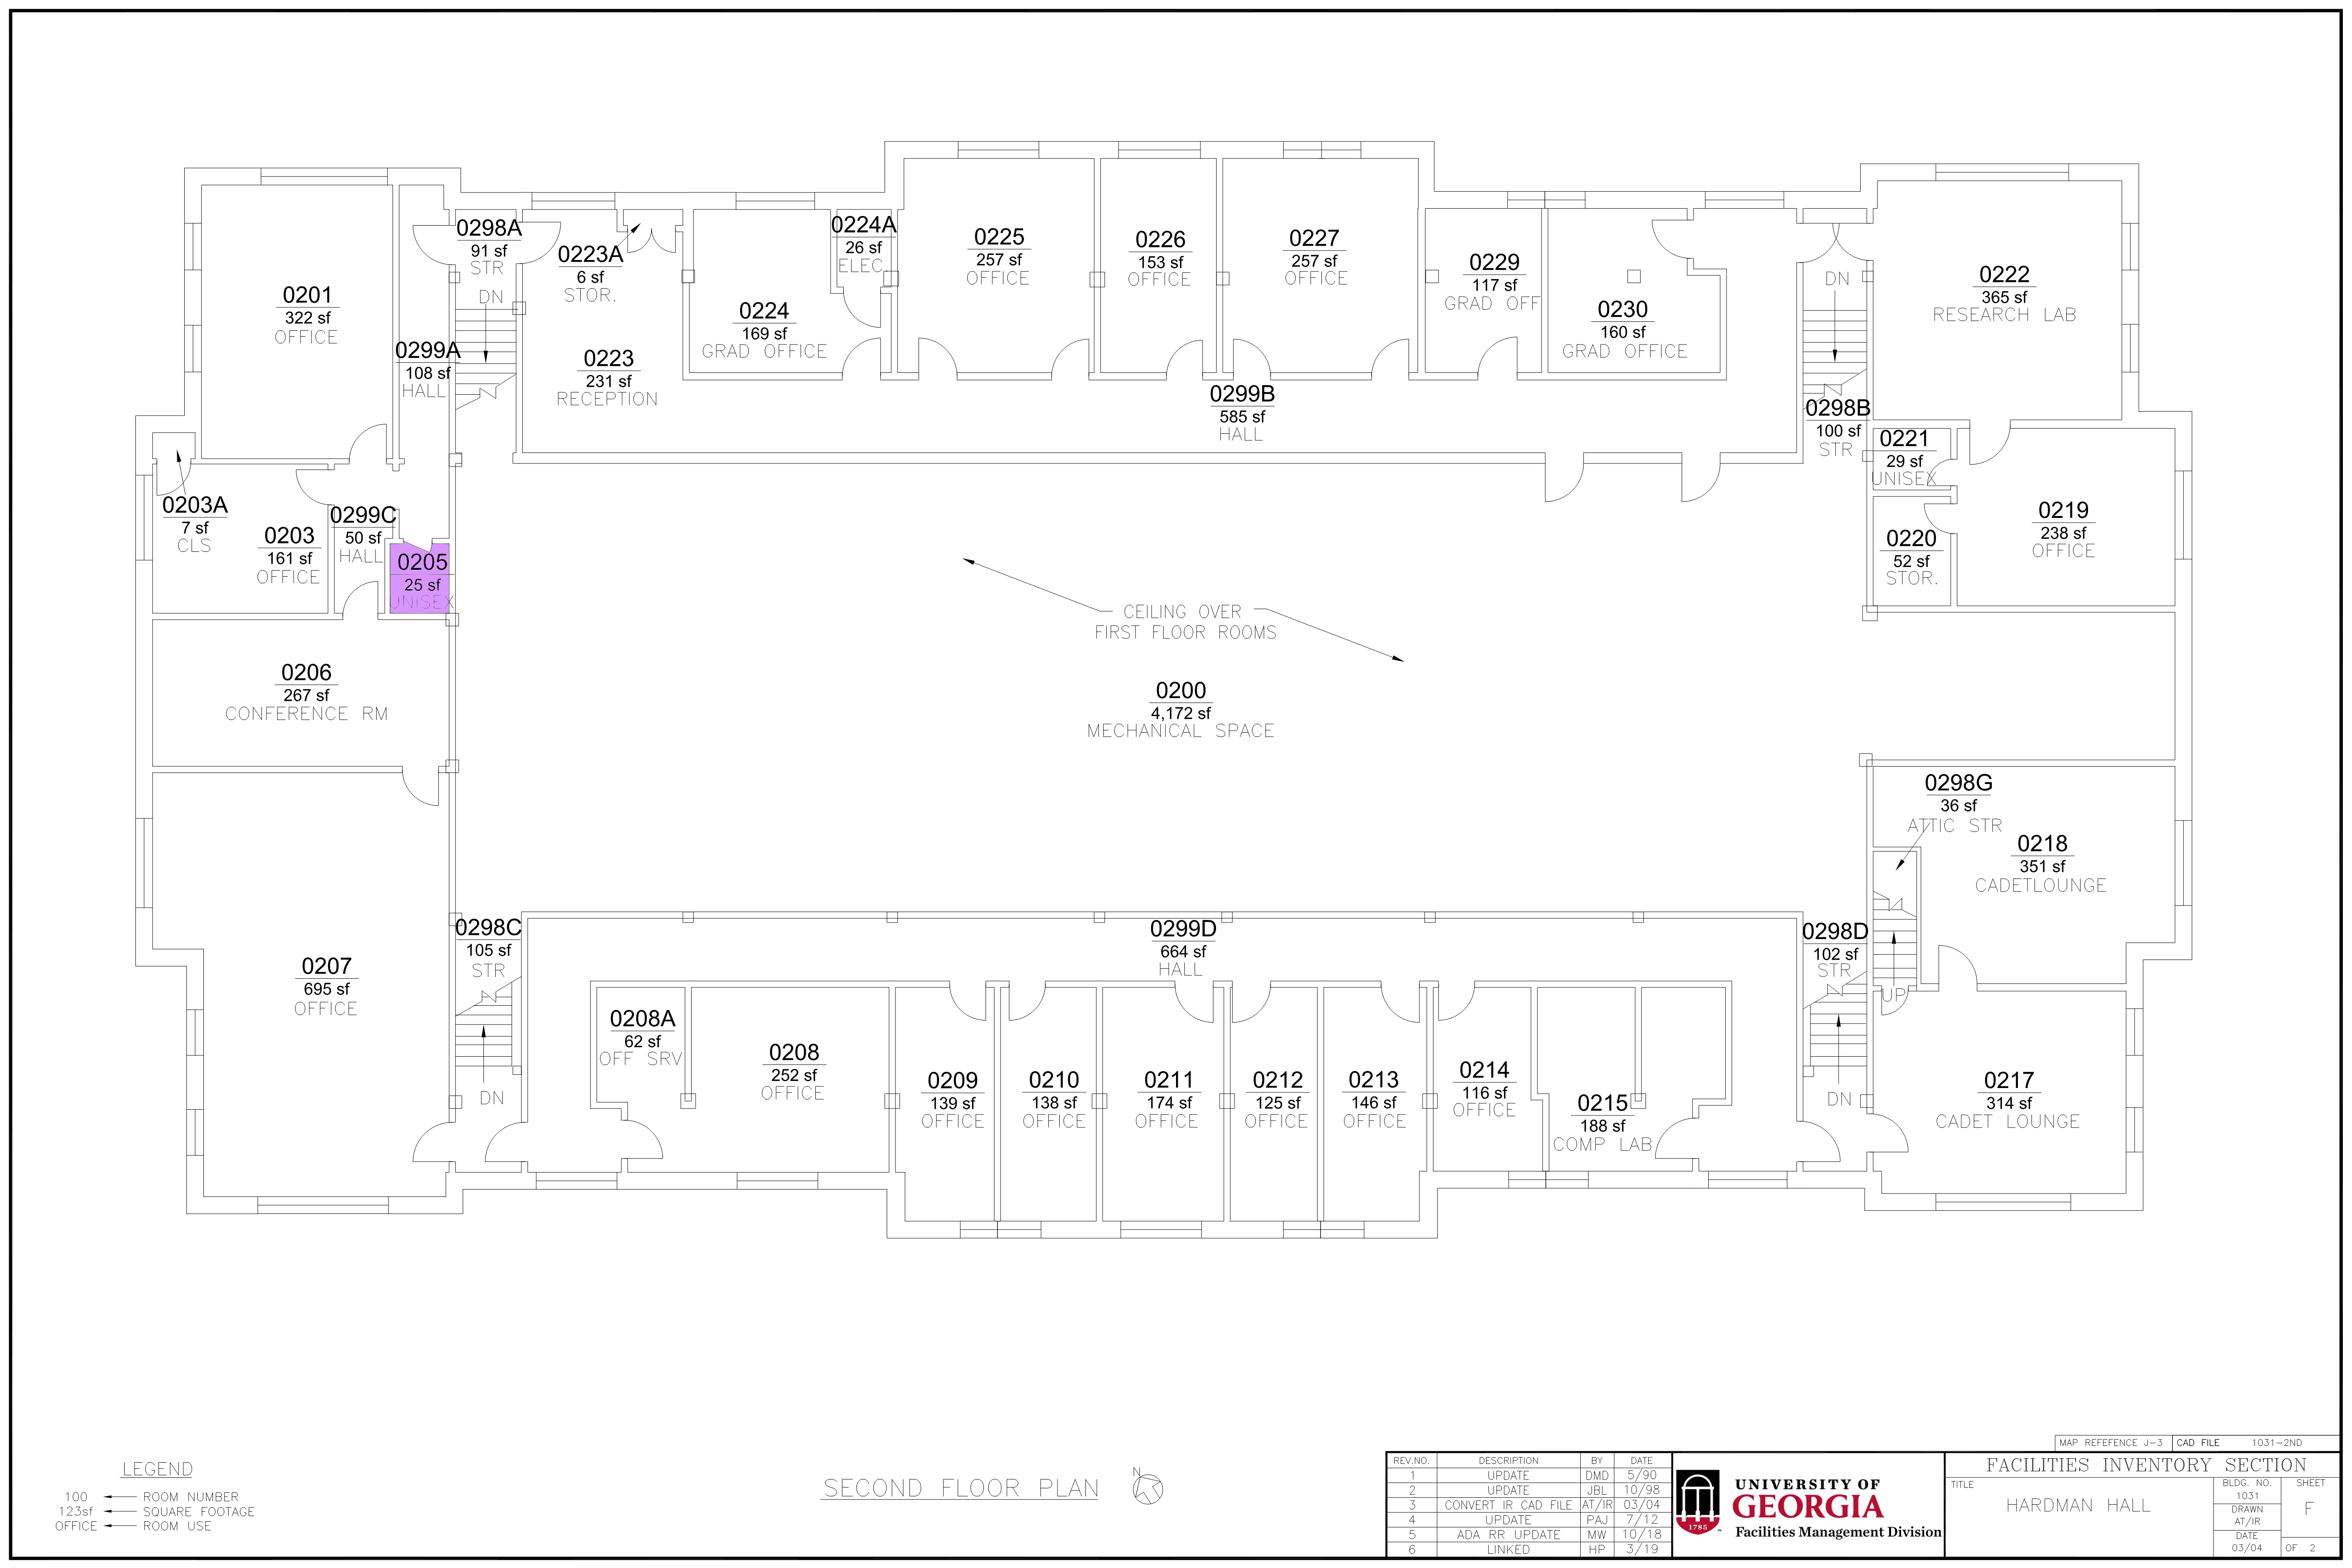 0298A
91 sf
STR
DN
0223A
6 sf
STOR.
0224A
26 sf
ELEC.
0225
257 sf
OFFICE
0226
153 sf
OFFICE
0227
257 sf
OFFICE
0229
117 sf
GRAD OFF
0230
160 sf
GRAD OFFICE
DN
0222
365 sf
RESEARCH LAB
0201
322 sf
OFFICE
0299A
108 sf
HALL
0223
231 sf
RECEPTION
0224
169 sf
GRAD OFFICE
0299B
585 sf
HALL
0298B
100 sf
STR
0221
29 sf
UNISEX
0203A
7 sf
CLS
0203
161 sf
OFFICE
0299C
50 sf
HALL
0205
25 sf
UNISEX
0220
52 sf
STOR.
0219
238 sf
OFFICE
CEILING OVER
FIRST FLOOR ROOMS
0206
267 sf
CONFERENCE RM
0200
4,172 sf
MECHANICAL SPACE
0298G
36 sf
ATTIC STR
0218
351 sf
CADETLOUNGE
0207
695 sf
OFFICE
0298C
105 sf
STR
DN
0299D
664 sf
HALL
0298D
102 sf
STR
DN
UP
0208A
62 sf
OFF SRV
0208
252 sf
OFFICE
0209
139 sf
OFFICE
0210
138 sf
OFFICE
0211
174 sf
OFFICE
0212
125 sf
OFFICE
0213
146 sf
OFFICE
0214
116 sf
OFFICE
0215
188 sf
COMP LAB
0217
314 sf
CADET LOUNGE
LEGEND
100 ROOM NUMBER
123sf SQUARE FOOTAGE
OFFICE ROOM USE
SECOND FLOOR PLAN
N
MAP REFEFENCE J-3 CAD FILE 1031-2ND
REV.NO. DESCRIPTION BY DATE
1 UPDATE DMD 5/90
2 UPDATE JBL 10/98
3 CONVERT IR CAD FILE AT/IR 03/04
4 UPDATE PAJ 7/12
5 ADA RR UPDATE MW 10/18
6 LINKED HP 3/19
1785
UNIVERSITY OF
GEORGIA
Facilities Management Division
FACILITIES INVENTORY SECTION
TITLE
HARDMAN HALL
BLDG. NO.
1031
DRAWN
AT/IR
DATE
03/04
SHEET
F
OF 2